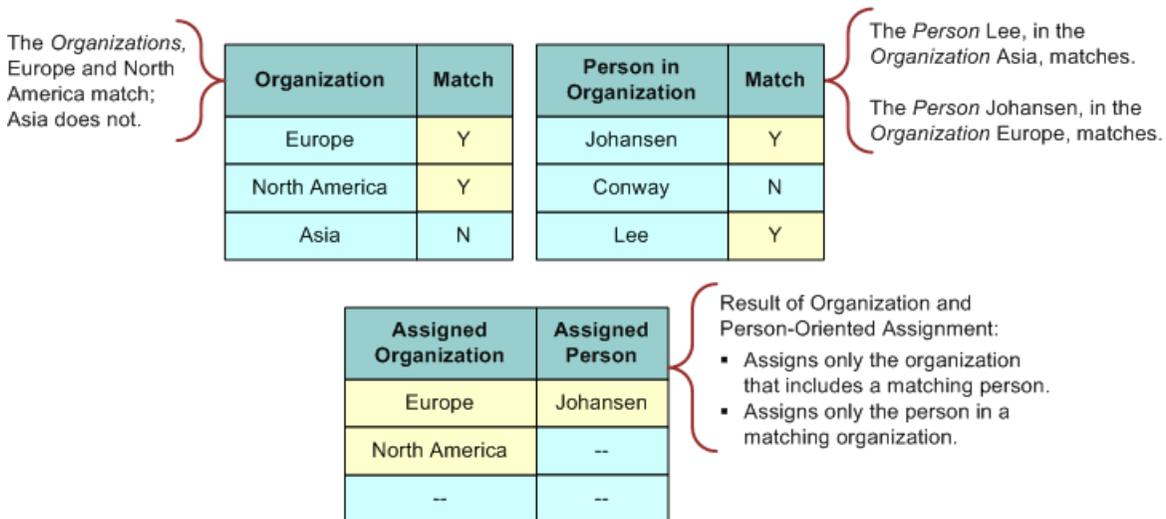 The Organizations,
Europe and North
America match;
Asia does not.
Organization Match
Europe Y
North America Y
Asia N
Person in
Organization
Match
Johansen Y
Conway N
Lee Y
The Person Lee, in the
Organization Asia, matches.
The Person Johansen, in the
Organization Europe, matches.
Assigned
Organization
Assigned
Person
Europe Johansen
North America --
-- --
Result of Organization and
Person-Oriented Assignment:
▪ Assigns only the organization
that includes a matching person.
▪ Assigns only the person in a
matching organization.